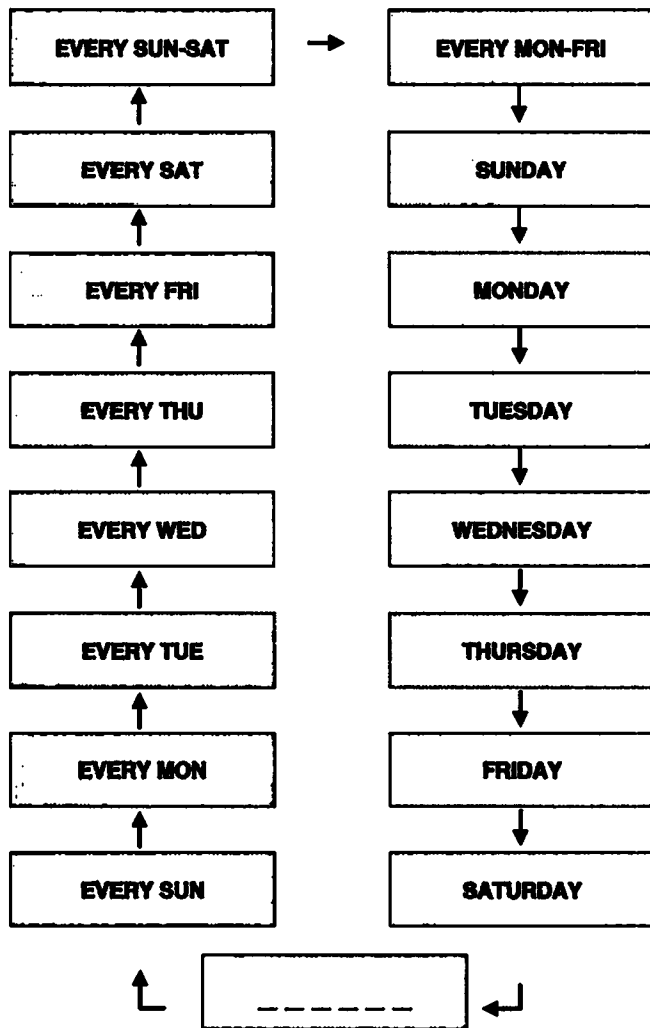 EVERY SUN-SAT
EVERY MON-FRI
EVERY SAT
SUNDAY
EVERY FRI
MONDAY
EVERY THU
TUESDAY
EVERY WED
WEDNESDAY
EVERY TUE
THURSDAY
EVERY MON
FRIDAY
EVERY SUN
SATURDAY
_ _ _ _ _ _ _